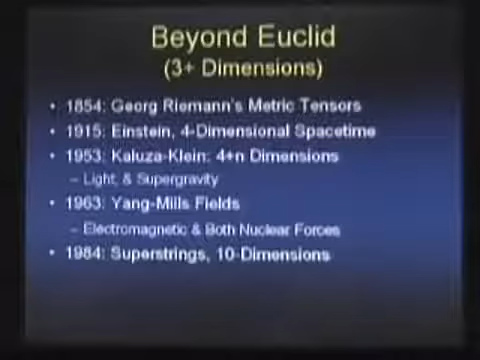 Beyond Euclid
(3+ Dimensions)
• 1854: Georg Riemann's Metric Tensors
• 1915: Einstein, 4-Dimensional Spacetime
• 1953: Kaluza-Klein: 4+n Dimensions
– Light, & Supergravity
• 1963: Yang-Mills Fields
– Electromagnetic & Both Nuclear Forces
• 1984: Superstrings, 10-Dimensions